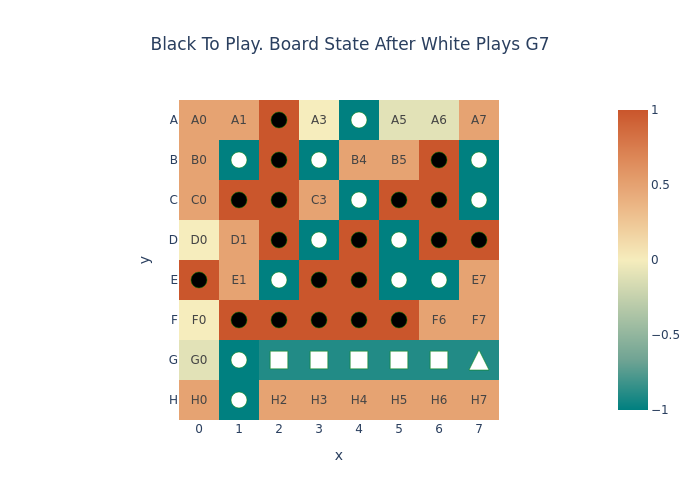 Black To Play. Board State After White Plays G7
A A0 A1 A3 A5 A6 A7
B B0 B4 B5
C C0 C3
D D0 D1
E E1 E7
F F0 F6 F7
G G0
H H0 H2 H3 H4 H5 H6 H7
0 1 2 3 4 5 6 7
x
y
1
0.5
0
−0.5
−1